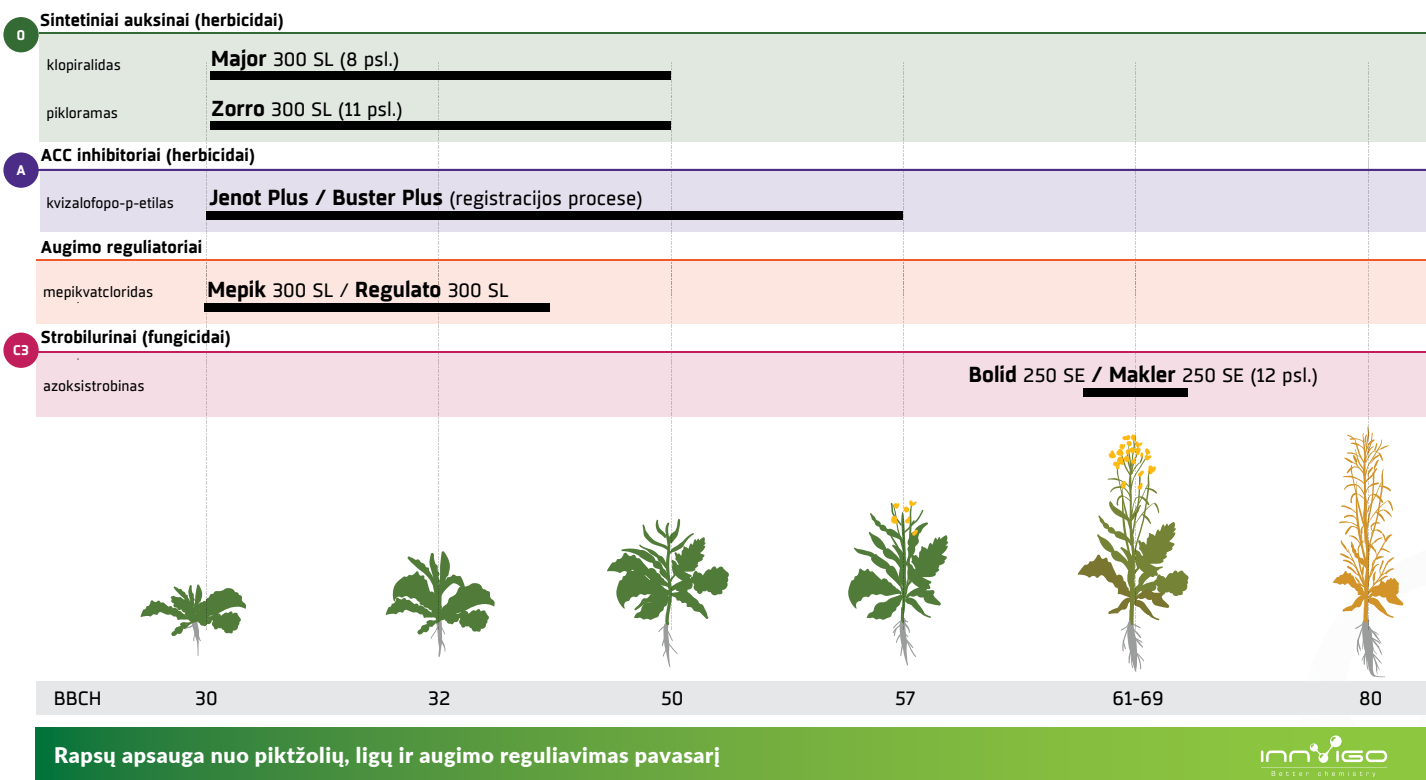 Sintetiniai auksinai (herbicidai)
0
klopiralidas
Major 300 SL (8 psl.)
pikloramas
Zorro 300 SL (11 psl.)
ACC inhibitoriai (herbicidai)
A
kvizalofopo-p-etilas
Jenot Plus / Buster Plus (registracijos procese)
Augimo reguliatoriai
mepikvatcloridas
Mepik 300 SL / Regulato 300 SL
Strobilurinai (fungicidai)
C3
azoksistrobinas
Bolid 250 SE / Makler 250 SE (12 psl.)
BBCH 30 32 50 57 61-69 80
Rapsų apsauga nuo piktžolių, ligų ir augimo reguliavimas pavasarį
INNVIGO
Better chemistry